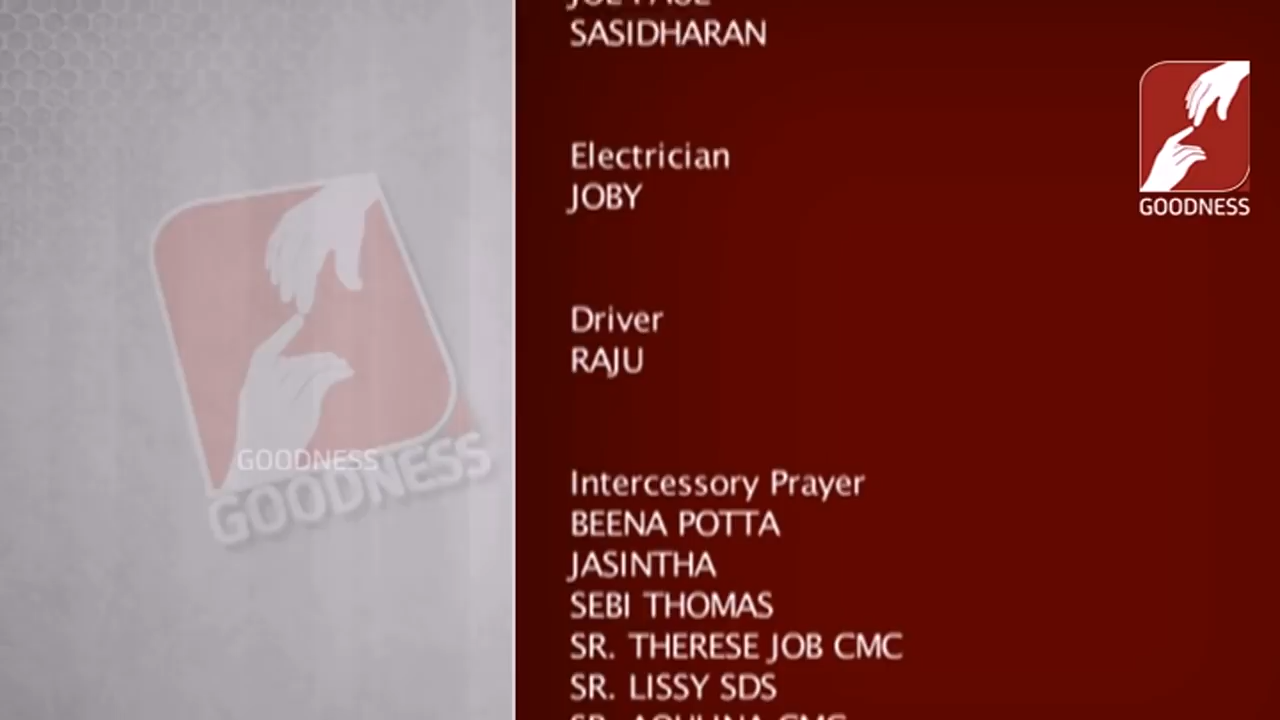 SASIDHARAN
Electrician
JOBY
Driver
RAJU
Intercessory Prayer
BEENA POTTA
JASINTHA
SEBI THOMAS
SR. THERESE JOB CMC
SR. LISSY SDS
GOODNESS
GOODNESS
GOODNESS